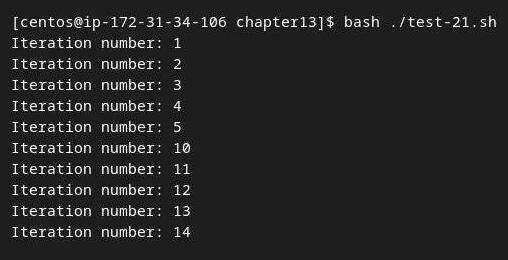 [centos@ip-172-31-34-106 chapter13]$ bash ./test-21.sh
Iteration number: 1
Iteration number: 2
Iteration number: 3
Iteration number: 4
Iteration number: 5
Iteration number: 10
Iteration number: 11
Iteration number: 12
Iteration number: 13
Iteration number: 14